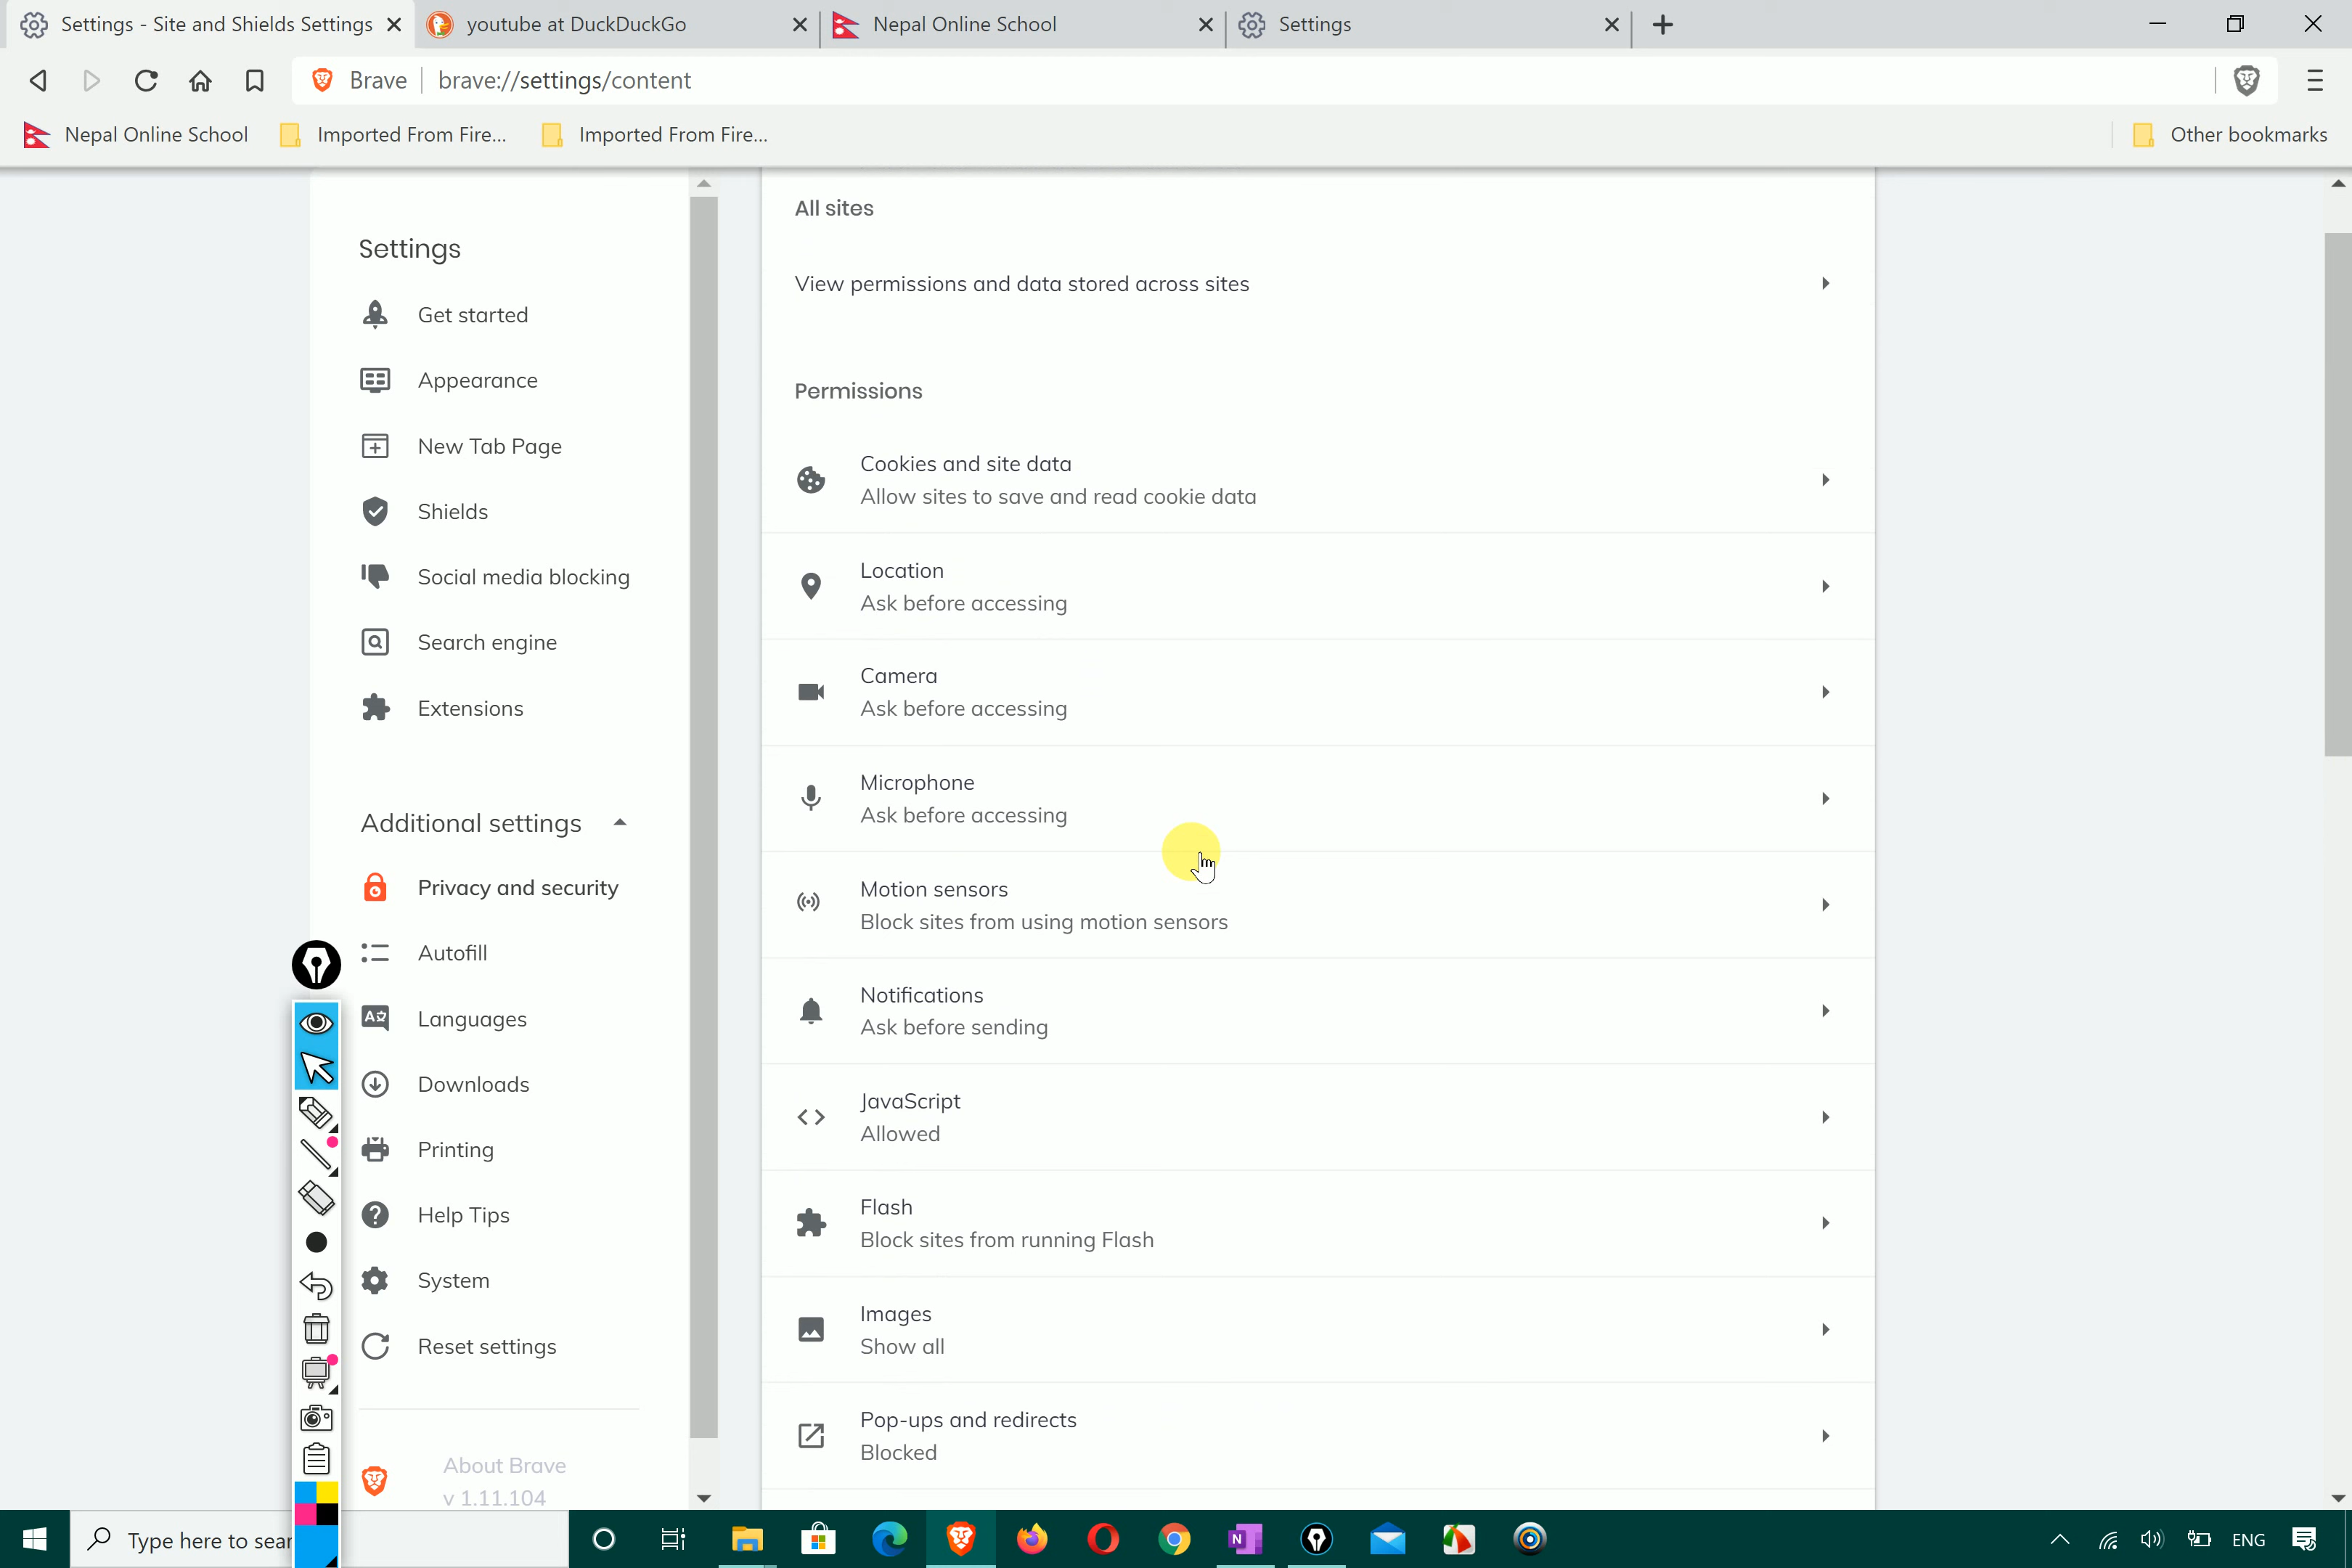 Settings - Site and Shields Settings
youtube at DuckDuckGo
Nepal Online School
Settings
Brave
brave://settings/content
Nepal Online School
Imported From Fire...
Imported From Fire...
Other bookmarks
Settings
Get started
Appearance
New Tab Page
Shields
Social media blocking
Search engine
Extensions
Additional settings
Privacy and security
Autofill
Languages
Downloads
Printing
Help Tips
System
Reset settings
About Brave
v 1.11.104
All sites
View permissions and data stored across sites
Permissions
Cookies and site data
Allow sites to save and read cookie data
Location
Ask before accessing
Camera
Ask before accessing
Microphone
Ask before accessing
Motion sensors
Block sites from using motion sensors
Notifications
Ask before sending
JavaScript
Allowed
Flash
Block sites from running Flash
Images
Show all
Pop-ups and redirects
Blocked
Type here to sear
ENG